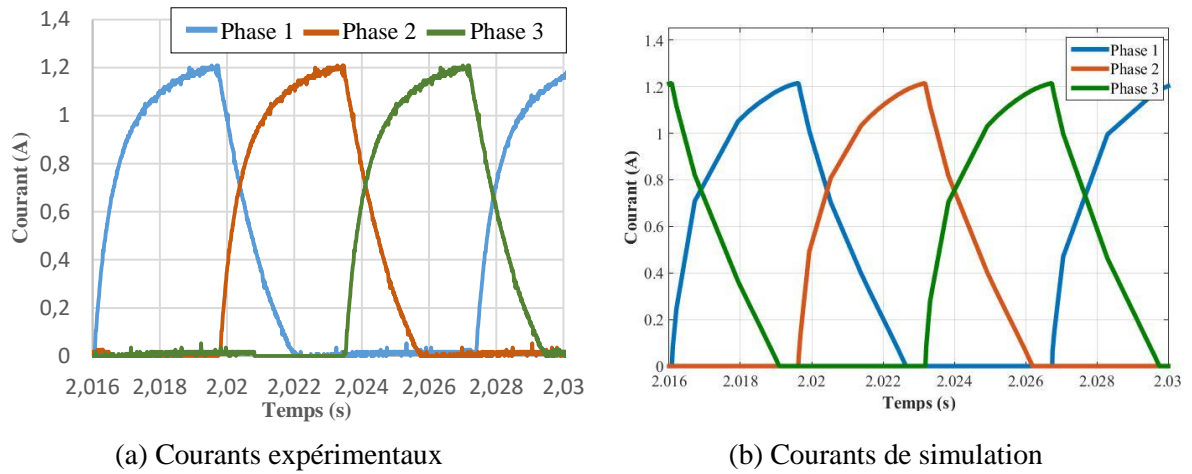 1,4
1,2
1
0,8
0,6
0,4
0,2
0
Courant (A)
Phase 1 Phase 2 Phase 3
2,016 2,018 2,02 2,022 2,024 2,026 2,028 2,03
Temps (s)
(a) Courants expérimentaux
1.4
1.2
1
0.8
0.6
0.4
0.2
0
Courant (A)
Phase 1
Phase 2
Phase 3
2.016 2.018 2.02 2.022 2.024 2.026 2.028 2.03
Temps (s)
(b) Courants de simulation